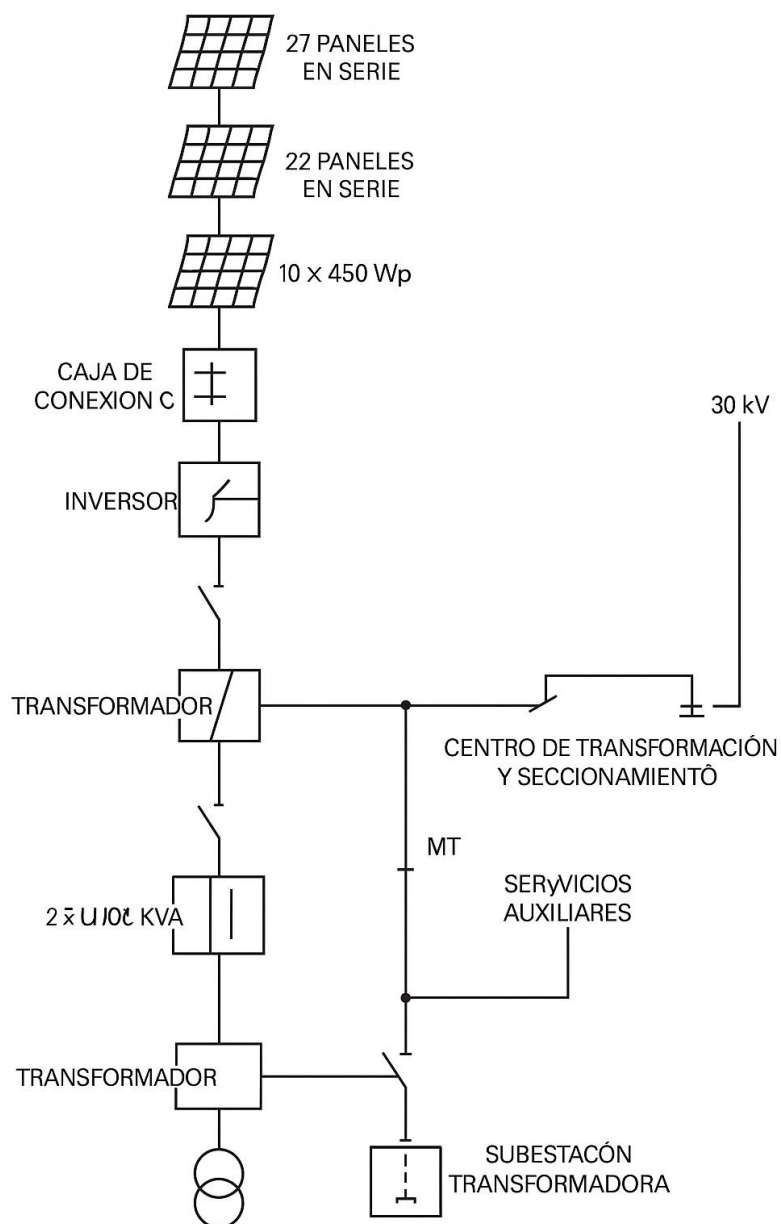 27 PANELES
EN SERIE
22 PANELES
EN SERIE
10 × 450 Wp
CAJA DE
CONEXION C
30 kV
INVERSOR
TRANSFORMADOR
CENTRO DE TRANSFORMACIÓN
Y SECCIONAMIENTÔ
MT
SERyVICIOS
AUXILIARES
2 KVA
TRANSFORMADOR
SUBESTACÓN
TRANSFORMADORA